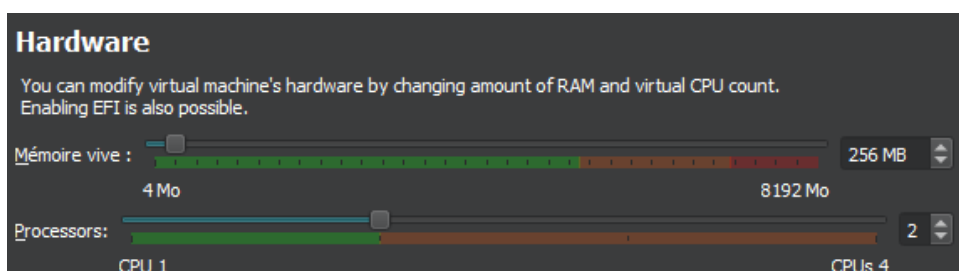 Hardware
You can modify virtual machine's hardware by changing amount of RAM and virtual CPU count.
Enabling EFI is also possible.
Mémoire vive :
256 MB
4 Mo
8192 Mo
Processors:
2
CPU 1
CPUs 4